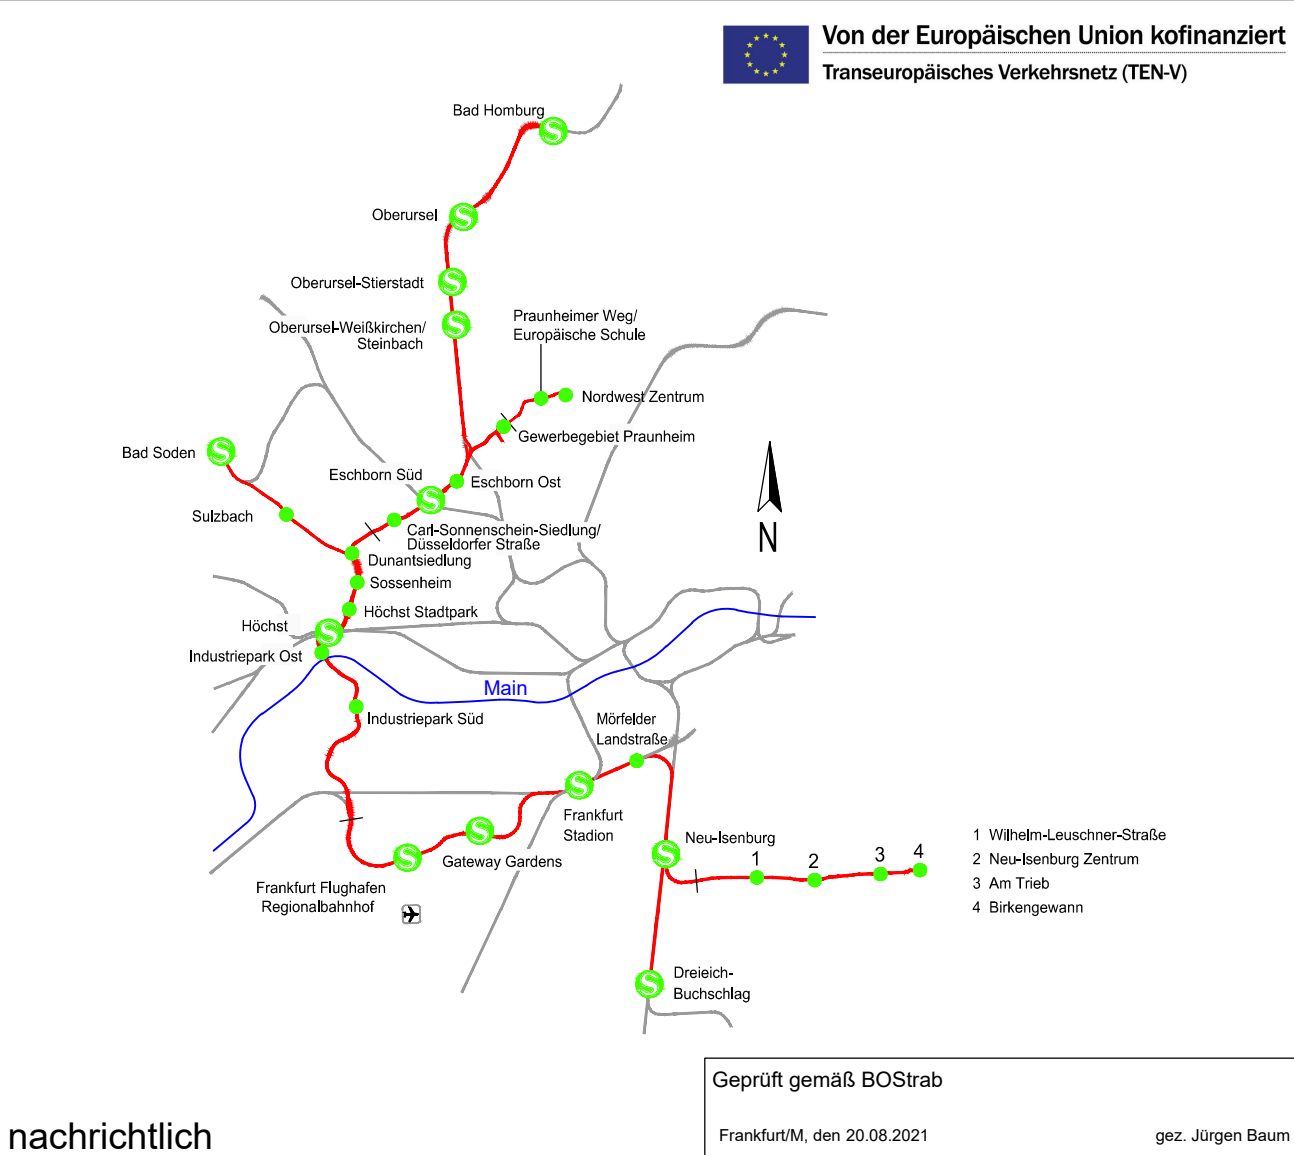 Von der Europäischen Union kofinanziert
Transeuropäisches Verkehrsnetz (TEN-V)
Bad Homburg
Oberursel
Oberursel-Stierstadt
Oberursel-Weißkirchen/
Steinbach
Praunheimer Weg/
Europäische Schule
Nordwest Zentrum
Gewerbegebiet Praunheim
Bad Soden
Eschborn Süd
Eschborn Ost
Sulzbach
Carl-Sonnenschein-Siedlung/
Düsseldorfer Straße
Dunantsiedlung
Sossenheim
Höchst Stadtpark
Höchst
Industriepark Ost
N
Main
Industriepark Süd
Mörfelder
Landstraße
Frankfurt
Stadion
Gateway Gardens
Frankfurt Flughafen
Regionalbahnhof
Neu-Isenburg
1
2
3
4
1 Wilhelm-Leuschner-Straße
2 Neu-Isenburg Zentrum
3 Am Trieb
4 Birkengewann
Dreieich-
Buchschlag
Geprüft gemäß BOStrab
Frankfurt/M, den 20.08.2021
gez. Jürgen Baum
nachrichtlich